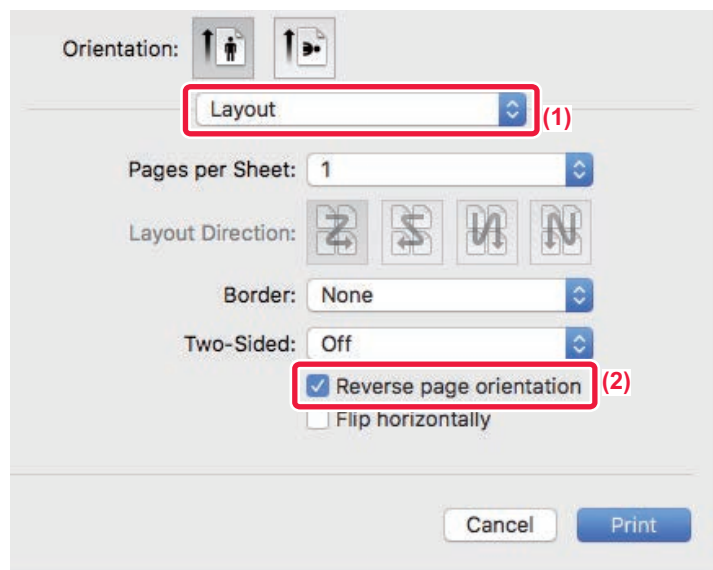 Orientation:
Layout
(1)
Pages per Sheet: 1
Layout Direction:
Border: None
Two-Sided: Off
Reverse page orientation
(2)
Flip horizontally
Cancel Print